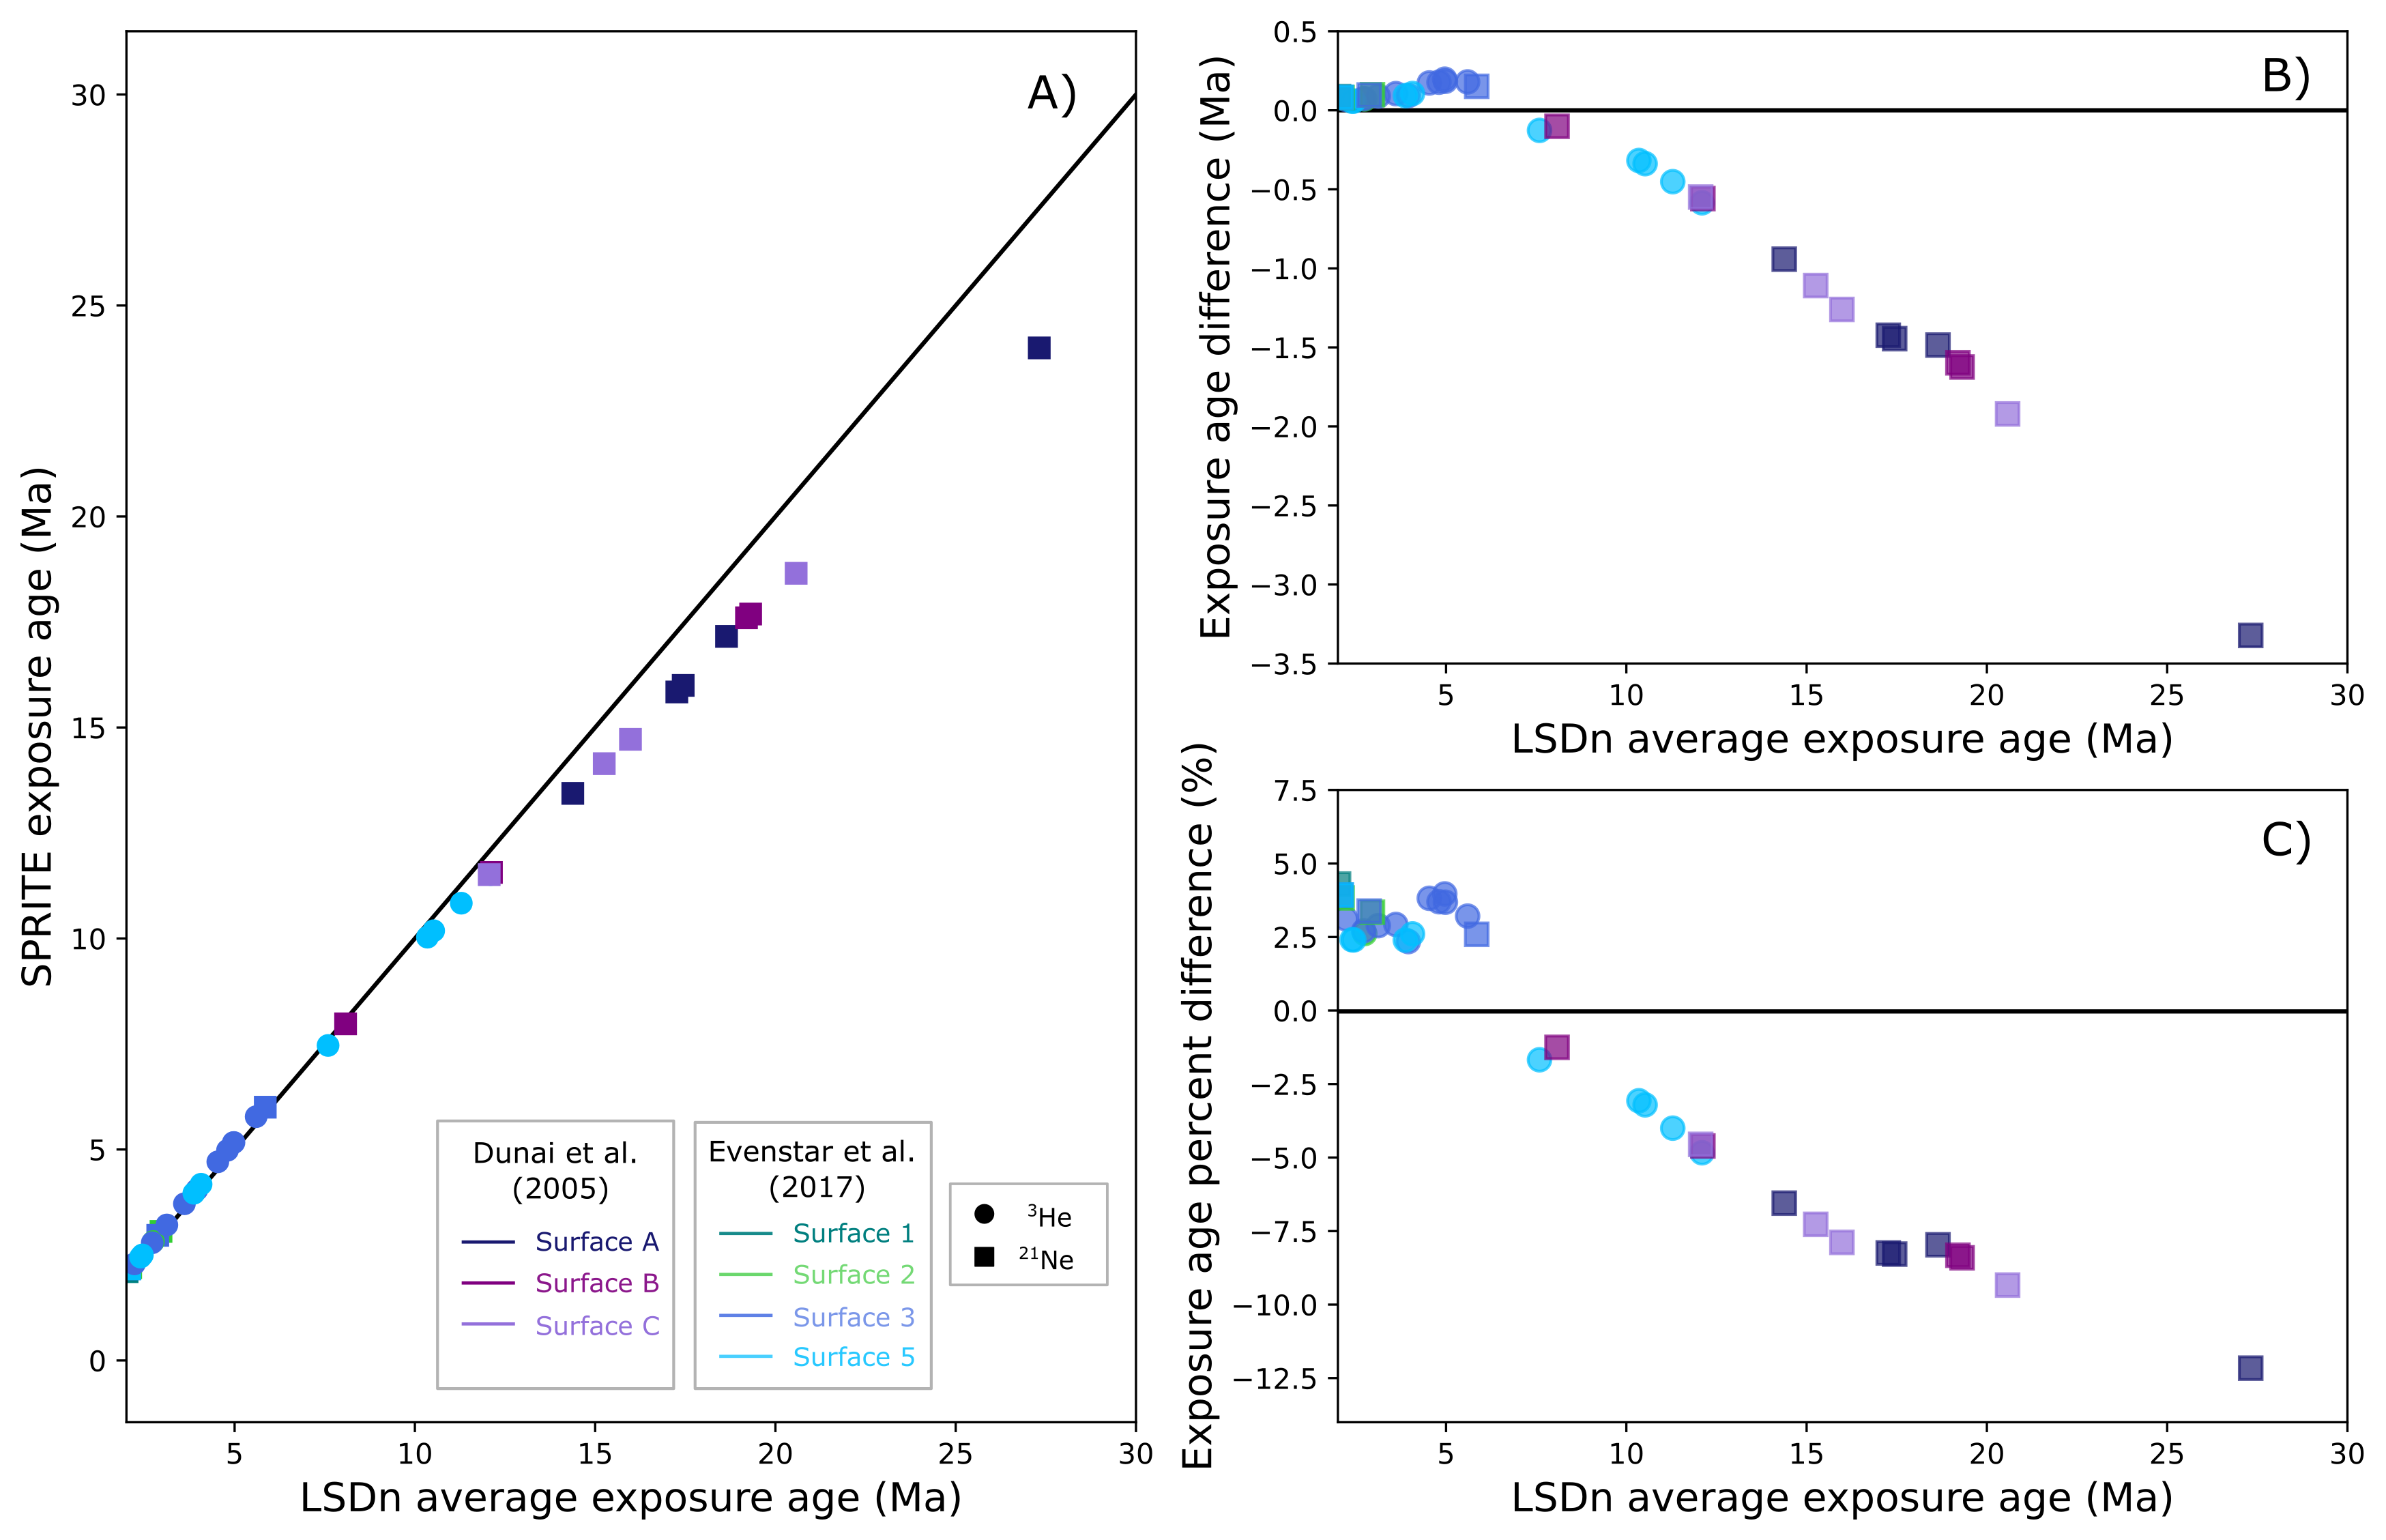 A)
30
25
20
15
10
5
0
SPRITE exposure age (Ma)
5
10
15
20
25
30
LSDn average exposure age (Ma)
Dunai et al.
(2005)
Surface A
Surface B
Surface C
Evenstar et al.
(2017)
Surface 1
Surface 2
Surface 3
Surface 5
³He
²¹Ne
B)
0.5
0.0
−0.5
−1.0
−1.5
−2.0
−2.5
−3.0
−3.5
Exposure age difference (Ma)
5
10
15
20
25
30
LSDn average exposure age (Ma)
C)
7.5
5.0
2.5
0.0
−2.5
−5.0
−7.5
−10.0
−12.5
Exposure age percent difference (%)
5
10
15
20
25
30
LSDn average exposure age (Ma)